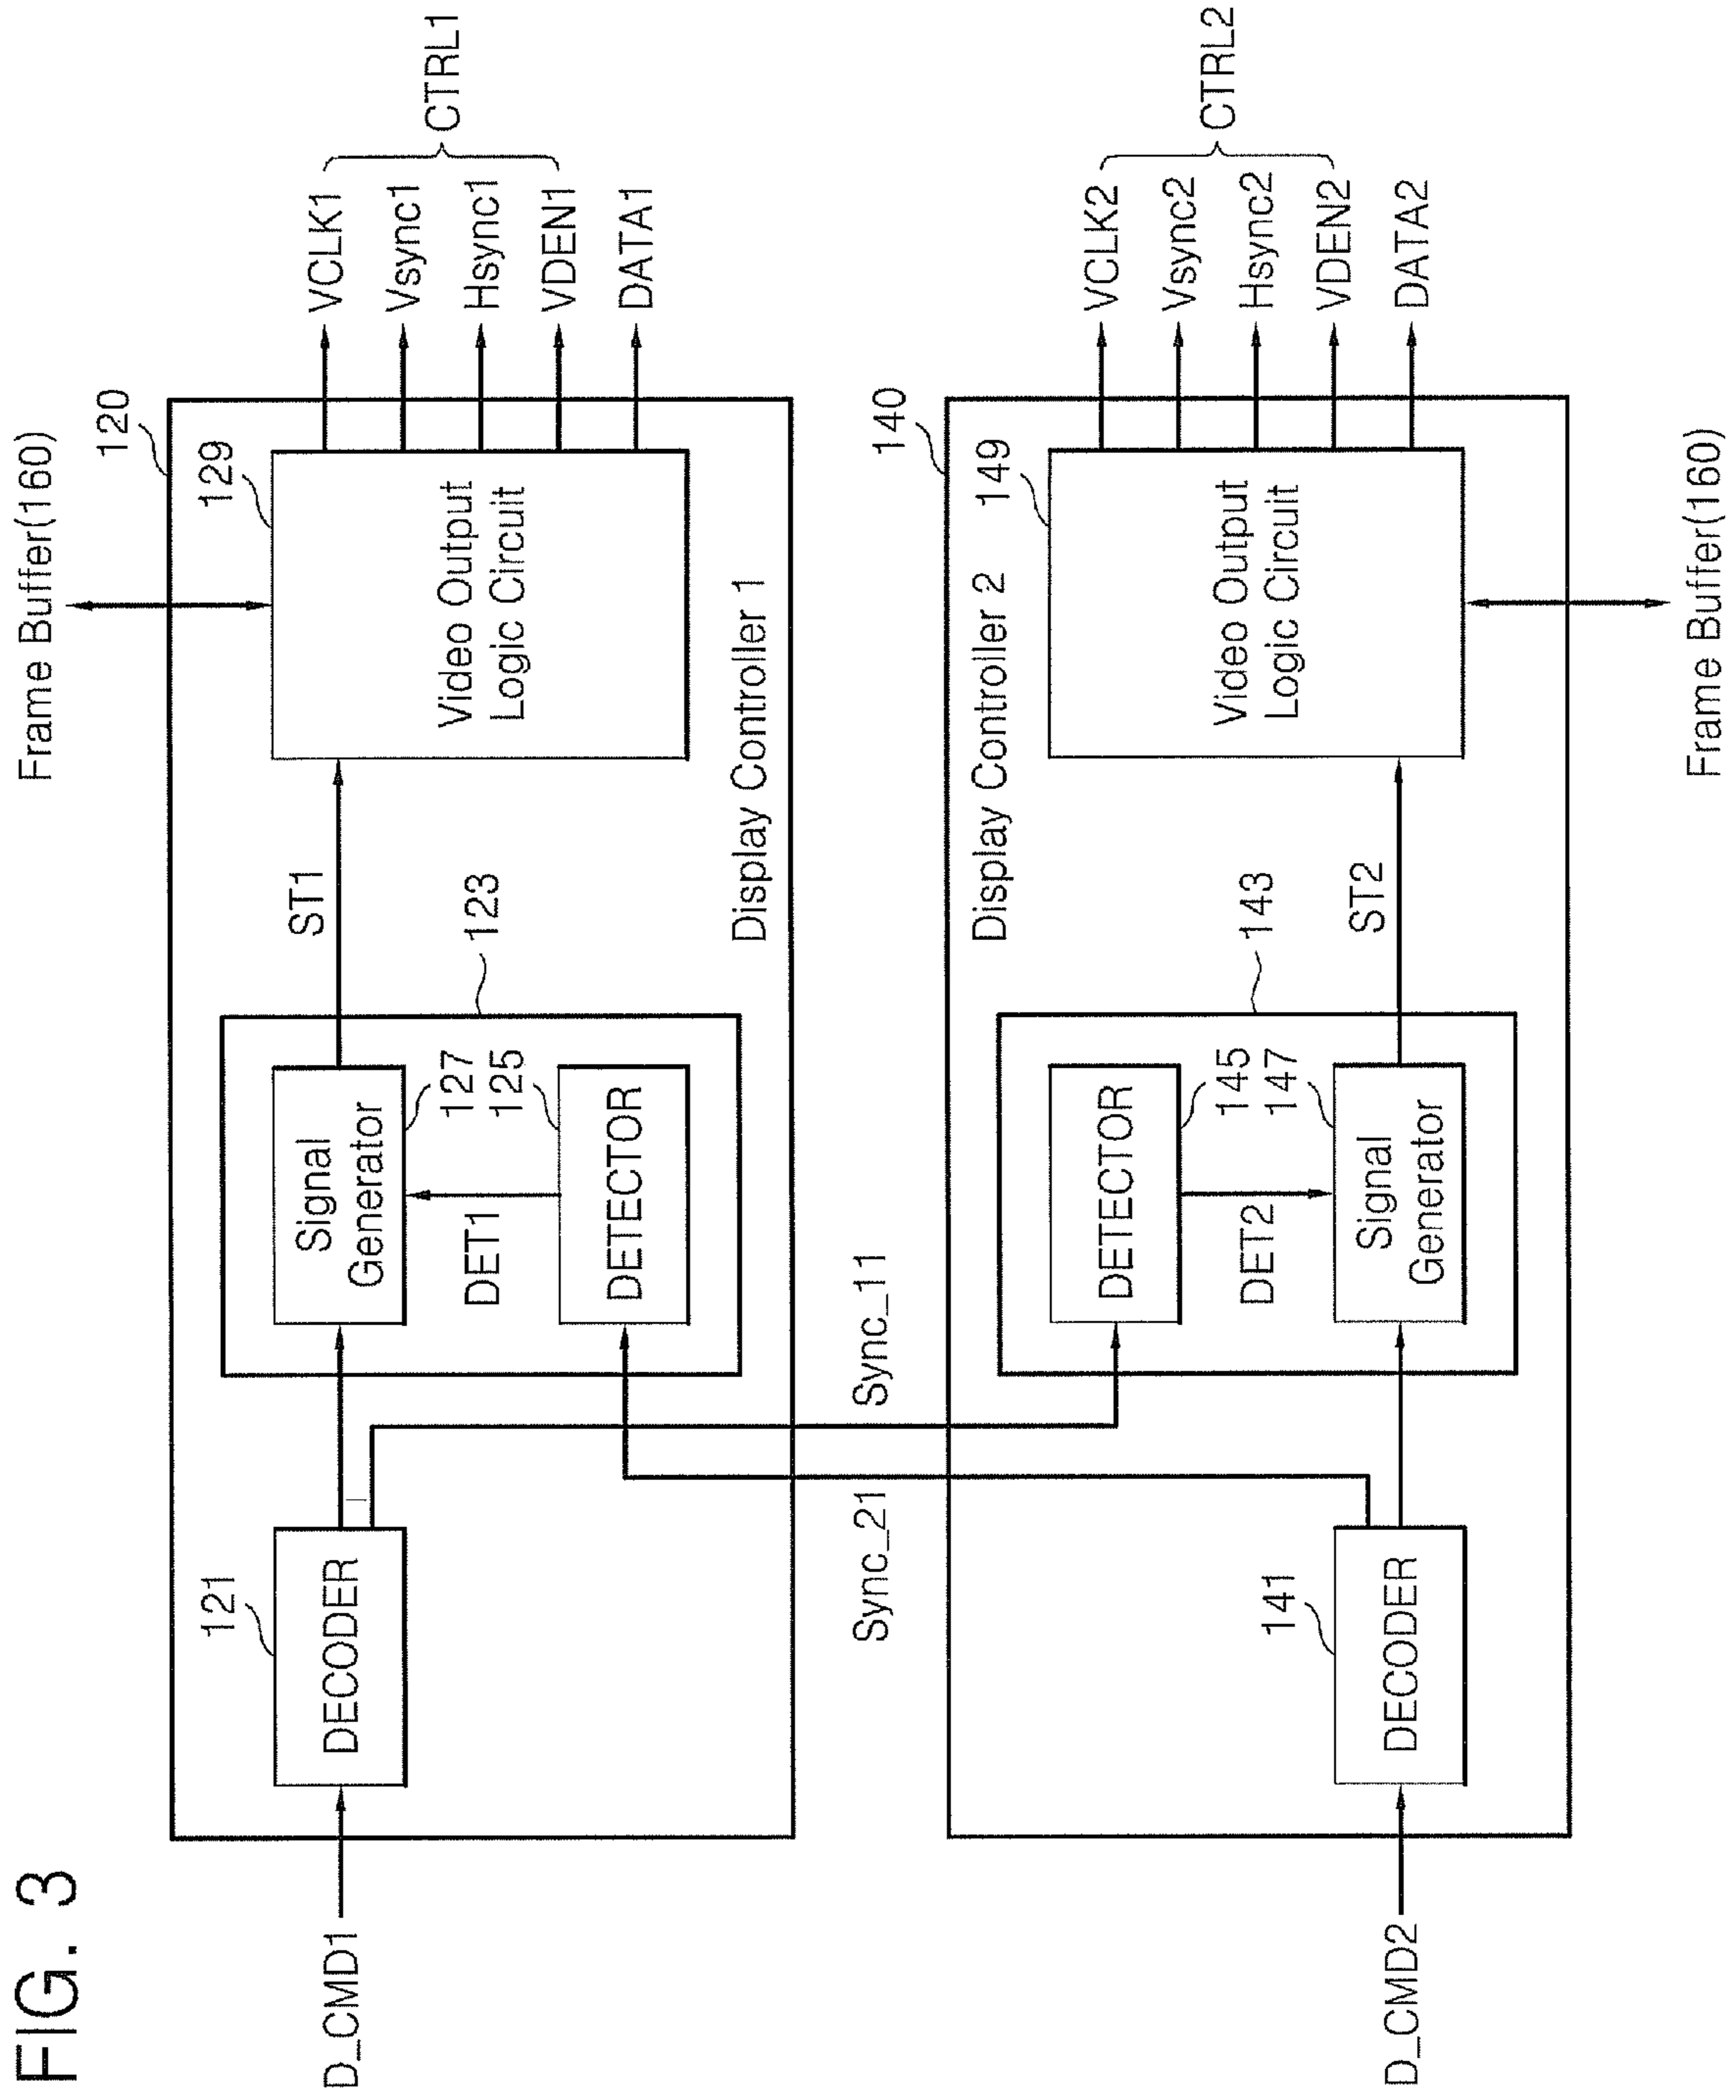 FIG. 3
Frame Buffer(160)
120
129
D_CMD1
121
DECODER
Signal
Generator
127
DET1
125
DETECTOR
123
ST1
Video Output
Logic Circuit
Display Controller 1
VCLK1
Vsync1
Hsync1
VDEN1
DATA1
CTRL1
Sync_21
Sync_11
140
149
Display Controller 2
D_CMD2
141
DECODER
DETECTOR
145
DET2
147
Signal
Generator
143
ST2
Video Output
Logic Circuit
VCLK2
Vsync2
Hsync2
VDEN2
DATA2
CTRL2
Frame Buffer(160)